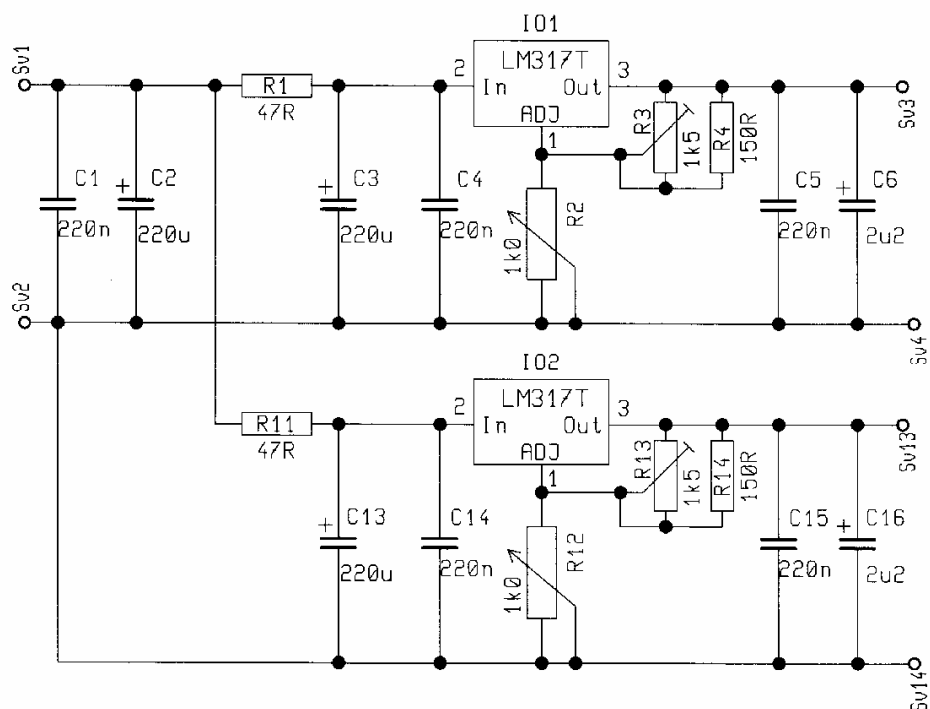 IO1
Sv1
R1
47R
2
LM317T
In Out
ADJ
3
1
R3
1k5
R4
150R
Sv3
C1
220n
C2
220u
C3
220u
C4
220n
R2
1k0
C5
220n
C6
2u2
Sv2
Sv4
IO2
R11
47R
2
LM317T
In Out
ADJ
3
1
R13
1k5
R14
150R
Sv13
C13
220u
C14
220n
R12
1k0
C15
220n
C16
2u2
Sv14